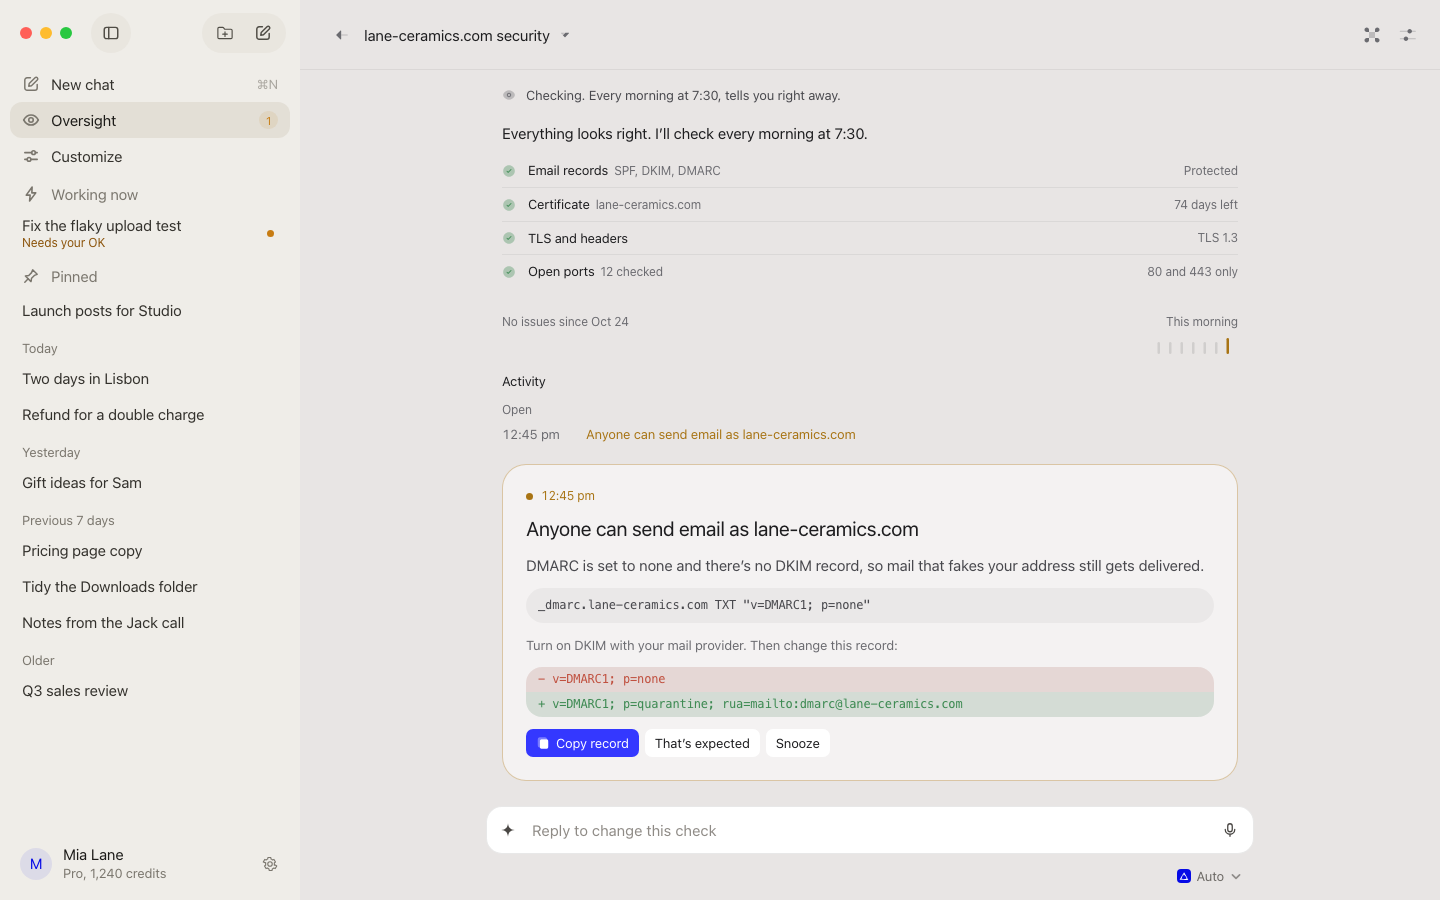 New chat
⌘N
Oversight
1
Customize
Working now
Fix the flaky upload test
Needs your OK
Pinned
Launch posts for Studio
Today
Two days in Lisbon
Refund for a double charge
Yesterday
Gift ideas for Sam
Previous 7 days
Pricing page copy
Tidy the Downloads folder
Notes from the Jack call
Older
Q3 sales review
M
Mia Lane
Pro, 1,240 credits
lane-ceramics.com security
Checking. Every morning at 7:30, tells you right away.
Everything looks right. I’ll check every morning at 7:30.
Email records SPF, DKIM, DMARC Protected
Certificate lane-ceramics.com 74 days left
TLS and headers TLS 1.3
Open ports 12 checked 80 and 443 only
No issues since Oct 24 This morning
Activity
Open
12:45 pm Anyone can send email as lane-ceramics.com
12:45 pm
Anyone can send email as lane-ceramics.com
DMARC is set to none and there’s no DKIM record, so mail that fakes your address still gets delivered.
_dmarc.lane-ceramics.com TXT "v=DMARC1; p=none"
Turn on DKIM with your mail provider. Then change this record:
− v=DMARC1; p=none
+ v=DMARC1; p=quarantine; rua=mailto:dmarc@lane-ceramics.com
Copy record That’s expected Snooze
Reply to change this check
Auto